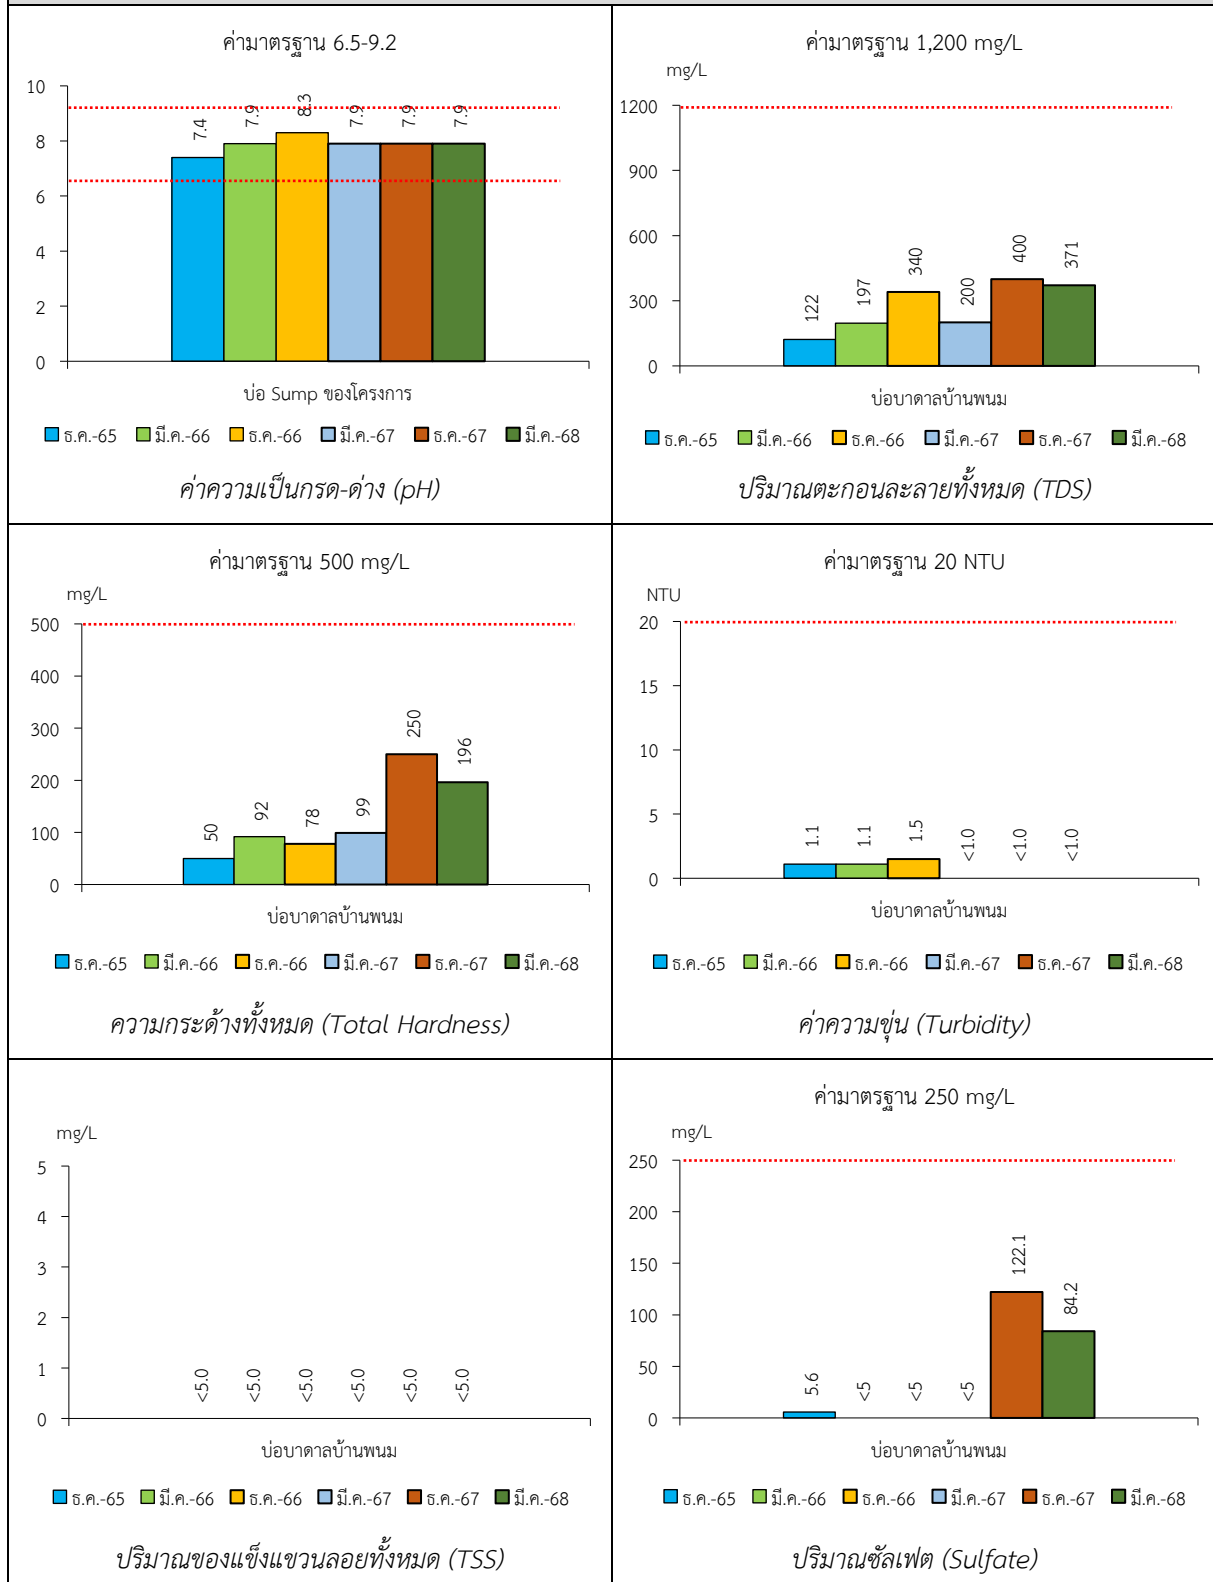 ค่ามาตรฐาน 6.5-9.2
10
8
6
4
2
0
7.4
7.9
8.3
7.9
7.9
7.9
บ่อ Sump ของโครงการ
ธ.ค.-65 มี.ค.-66 ธ.ค.-66 มี.ค.-67 ธ.ค.-67 มี.ค.-68
ค่าความเป็นกรด-ด่าง (pH)
ค่ามาตรฐาน 1,200 mg/L
mg/L
1200
900
600
300
0
122
197
340
200
400
371
บ่อบาดาลบ้านพนม
ธ.ค.-65 มี.ค.-66 ธ.ค.-66 มี.ค.-67 ธ.ค.-67 มี.ค.-68
ปริมาณตะกอนละลายทั้งหมด (TDS)
ค่ามาตรฐาน 500 mg/L
mg/L
500
400
300
200
100
0
50
92
78
99
250
196
บ่อบาดาลบ้านพนม
ธ.ค.-65 มี.ค.-66 ธ.ค.-66 มี.ค.-67 ธ.ค.-67 มี.ค.-68
ความกระด้างทั้งหมด (Total Hardness)
ค่ามาตรฐาน 20 NTU
NTU
20
15
10
5
0
1.1
1.1
1.5
<1.0
<1.0
<1.0
บ่อบาดาลบ้านพนม
ธ.ค.-65 มี.ค.-66 ธ.ค.-66 มี.ค.-67 ธ.ค.-67 มี.ค.-68
ค่าความขุ่น (Turbidity)
mg/L
5
4
3
2
1
0
<5.0
<5.0
<5.0
<5.0
<5.0
<5.0
บ่อบาดาลบ้านพนม
ธ.ค.-65 มี.ค.-66 ธ.ค.-66 มี.ค.-67 ธ.ค.-67 มี.ค.-68
ปริมาณของแข็งแขวนลอยทั้งหมด (TSS)
ค่ามาตรฐาน 250 mg/L
mg/L
250
200
150
100
50
0
5.6
<5
<5
<5
122.1
84.2
บ่อบาดาลบ้านพนม
ธ.ค.-65 มี.ค.-66 ธ.ค.-66 มี.ค.-67 ธ.ค.-67 มี.ค.-68
ปริมาณซัลเฟต (Sulfate)